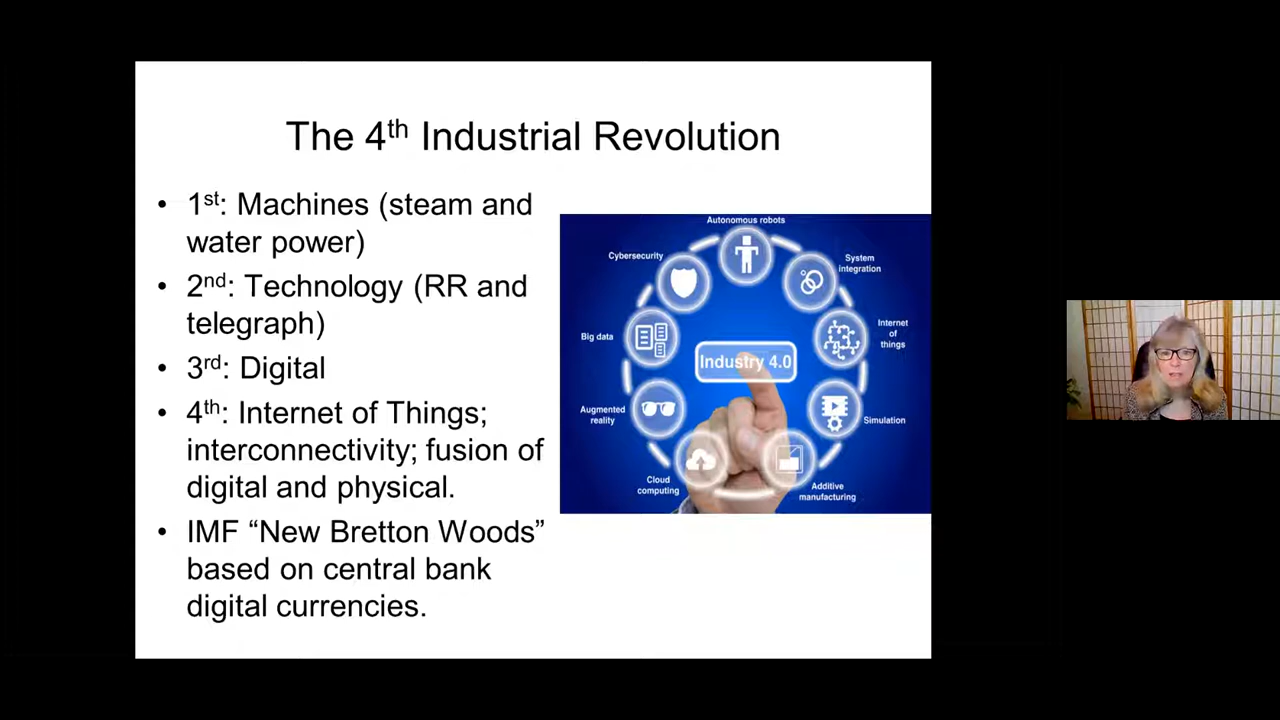 The 4th Industrial Revolution
• 1st: Machines (steam and
water power)
• 2nd: Technology (RR and
telegraph)
• 3rd: Digital
• 4th: Internet of Things;
interconnectivity; fusion of
digital and physical.
• IMF “New Bretton Woods”
based on central bank
digital currencies.
Autonomous robots
Cybersecurity
System
integration
Big data
Internet
of
things
Industry 4.0
Augmented
reality
Simulation
Cloud
computing
Additive
manufacturing